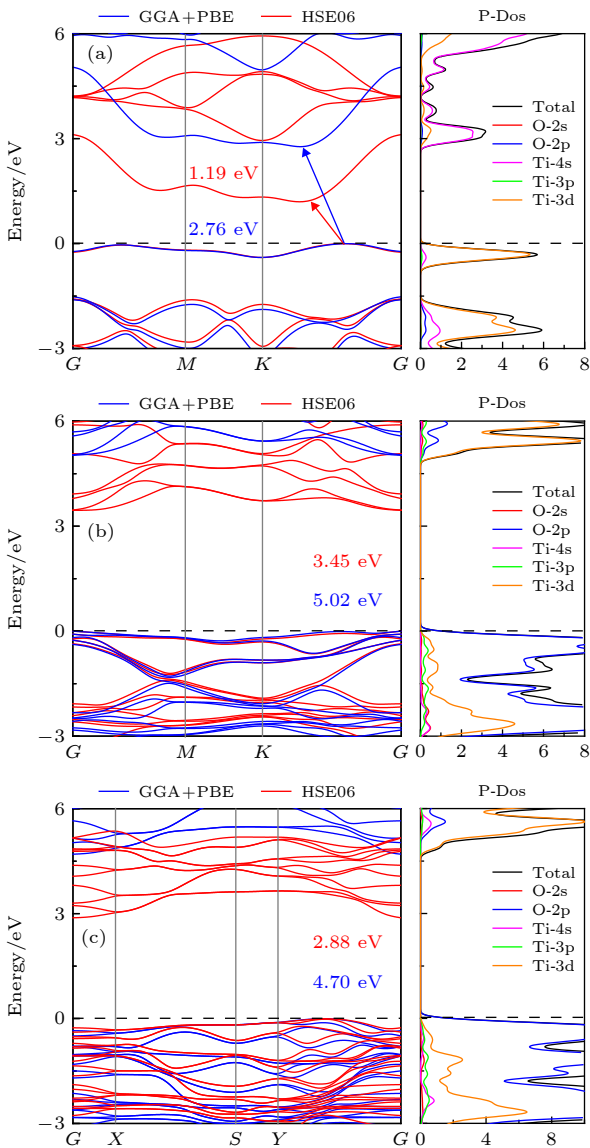 GGA+PBE HSE06 P-Dos
6 (a)
Total
O-2s
O-2p
Ti-4s
Ti-3p
Ti-3d
3
1.19 eV
2.76 eV
0
−3
Energy/eV
G M K G 0 2 4 6 8
GGA+PBE HSE06 P-Dos
6
Total
O-2s
O-2p
Ti-4s
Ti-3p
Ti-3d
3
(b)
3.45 eV
5.02 eV
0
−3
Energy/eV
G M K G 0 2 4 6 8
GGA+PBE HSE06 P-Dos
6
Total
O-2s
O-2p
Ti-4s
Ti-3p
Ti-3d
3
(c)
2.88 eV
4.70 eV
0
−3
Energy/eV
G X S Y G 0 4 8